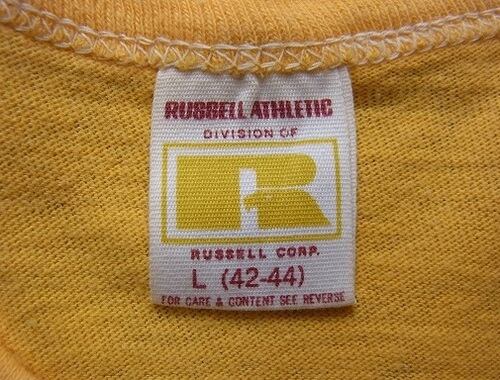 RUSSELL ATHLETIC
DIVISION OF
R
RUSSELL CORP.
L (42-44)
FOR CARE & CONTENT SEE REVERSE